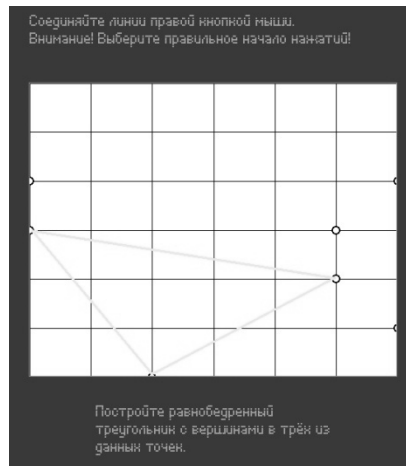 Соединяйте линии правой кнопкой мыши.
Внимание! Выберите правильное начало нажатий!
Постройте равнобедренный
треугольник с вершинами в трёх из
данных точек.